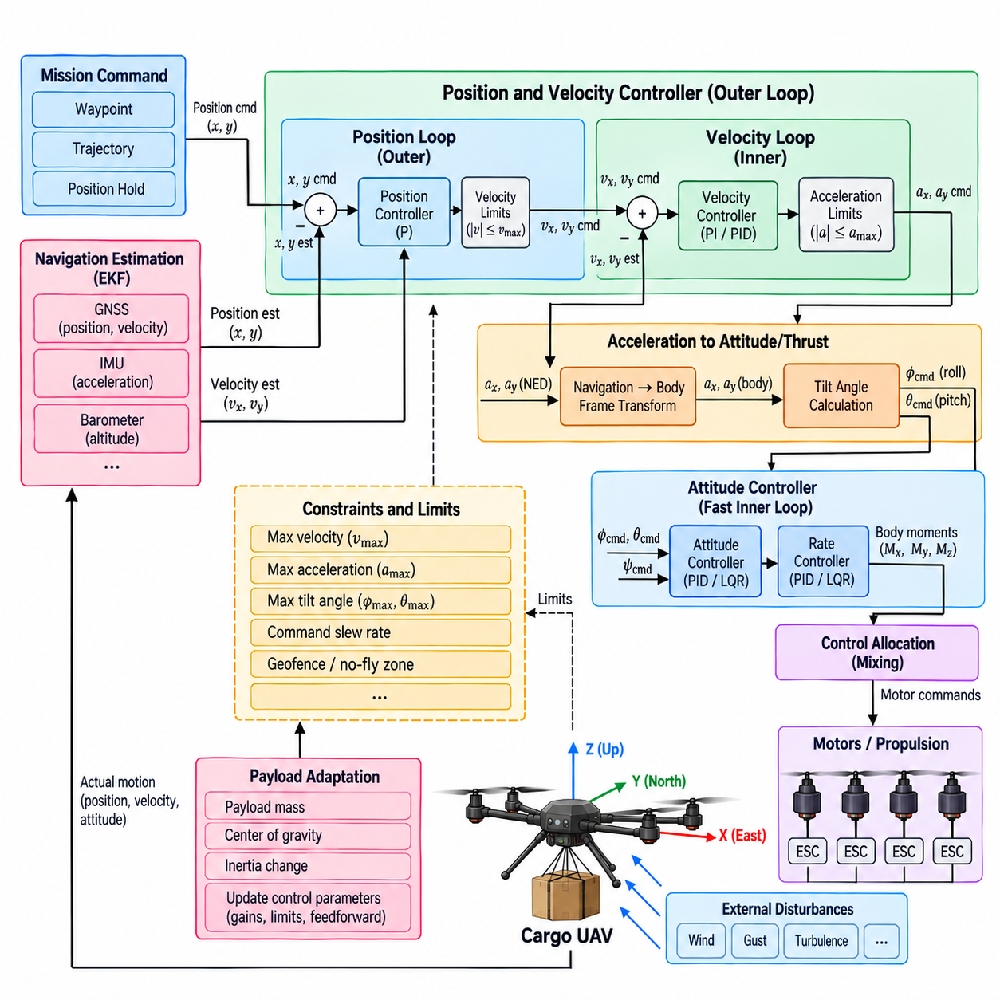 Mission Command
Waypoint
Trajectory
Position Hold
Position cmd
(x, y)
Position and Velocity Controller (Outer Loop)
Position Loop
(Outer)
x, y cmd
+
−
x, y est
Position
Controller
(P)
Velocity
Limits
(|v| ≤ vmax)
vx, vy cmd
Velocity Loop
(Inner)
vx, vy cmd
+
−
vx, vy est
Velocity
Controller
(PI / PID)
Acceleration
Limits
(|a| ≤ amax)
ax, ay cmd
Navigation Estimation
(EKF)
GNSS
(position, velocity)
IMU
(acceleration)
Barometer
(altitude)
...
Position est
(x, y)
Velocity est
(vx, vy)
Acceleration to Attitude/Thrust
ax, ay (NED)
Navigation → Body
Frame Transform
ax, ay (body)
Tilt Angle
Calculation
ϕcmd (roll)
θcmd (pitch)
Attitude Controller
(Fast Inner Loop)
ϕcmd, θcmd
ψcmd
Attitude
Controller
(PID / LQR)
Rate
Controller
(PID / LQR)
Body moments
(Mx, My, Mz)
Constraints and Limits
Max velocity (vmax)
Max acceleration (amax)
Max tilt angle (φmax, θmax)
Command slew rate
Geofence / no-fly zone
...
Limits
Control Allocation
(Mixing)
Motor commands
Motors / Propulsion
ESC
ESC
ESC
ESC
Payload Adaptation
Payload mass
Center of gravity
Inertia change
Update control parameters
(gains, limits, feedforward)
Actual motion
(position, velocity,
attitude)
Z (Up)
Y (North)
X (East)
Cargo UAV
External Disturbances
Wind
Gust
Turbulence
...